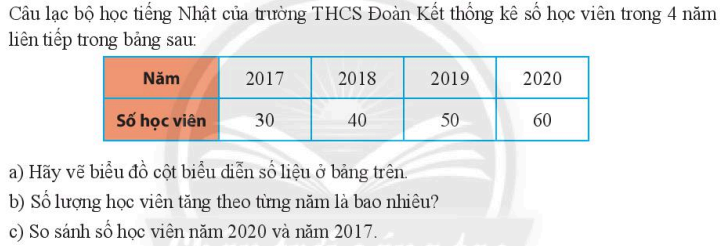 Câu lạc bộ học tiếng Nhật của trường THCS Đoàn Kết thống kê số học viên trong 4 năm
liên tiếp trong bảng sau:
Năm 2017 2018 2019 2020
Số học viên 30 40 50 60
a) Hãy vẽ biểu đồ cột biểu diễn số liệu ở bảng trên.
b) Số lượng học viên tăng theo từng năm là bao nhiêu?
c) So sánh số học viên năm 2020 và năm 2017.